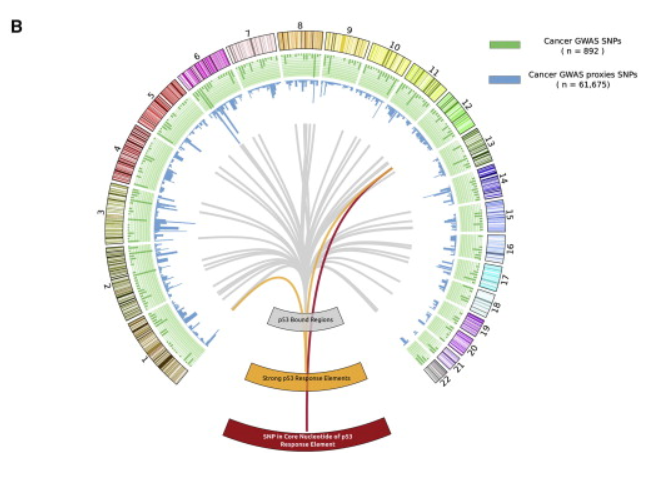 B
Cancer GWAS SNPs
( n = 892 )
Cancer GWAS proxies SNPs
( n = 61,675)
1
2
3
4
5
6
7
8
9
10
11
12
13
14
15
16
17
18
19
20
21
22
p53-Bound Regions
Strong p53 Response Elements
SNP in Core Nucleotide of p53
Response Element